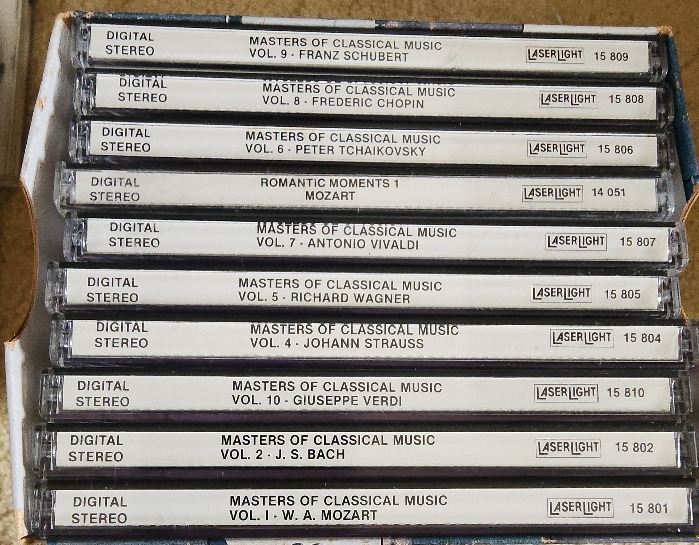 DIGITAL STEREO
MASTERS OF CLASSICAL MUSIC
VOL. 9 · FRANZ SCHUBERT
LASERLIGHT 15 809
DIGITAL STEREO
MASTERS OF CLASSICAL MUSIC
VOL. 8 · FREDERIC CHOPIN
LASERLIGHT 15 808
DIGITAL STEREO
MASTERS OF CLASSICAL MUSIC
VOL. 6 · PETER TCHAIKOVSKY
LASERLIGHT 15 806
DIGITAL STEREO
ROMANTIC MOMENTS 1
MOZART
LASERLIGHT 14 051
DIGITAL STEREO
MASTERS OF CLASSICAL MUSIC
VOL. 7 · ANTONIO VIVALDI
LASERLIGHT 15 807
DIGITAL STEREO
MASTERS OF CLASSICAL MUSIC
VOL. 5 · RICHARD WAGNER
LASERLIGHT 15 805
DIGITAL STEREO
MASTERS OF CLASSICAL MUSIC
VOL. 4 · JOHANN STRAUSS
LASERLIGHT 15 804
DIGITAL STEREO
MASTERS OF CLASSICAL MUSIC
VOL. 10 · GIUSEPPE VERDI
LASERLIGHT 15 810
DIGITAL STEREO
MASTERS OF CLASSICAL MUSIC
VOL. 2 · J. S. BACH
LASERLIGHT 15 802
DIGITAL STEREO
MASTERS OF CLASSICAL MUSIC
VOL. I · W. A. MOZART
LASERLIGHT 15 801